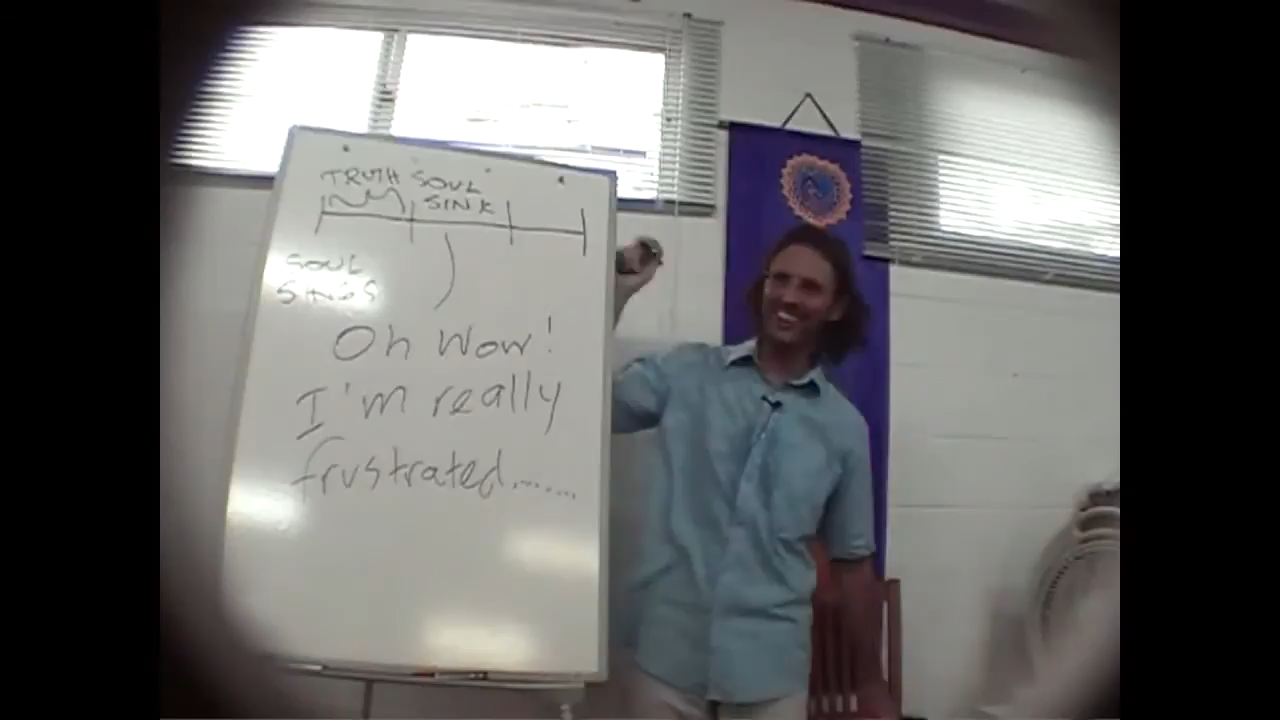 TRUTH SOUL
SINK
SOUL
SINGS
Oh Wow!
I'm really
frustrated.......